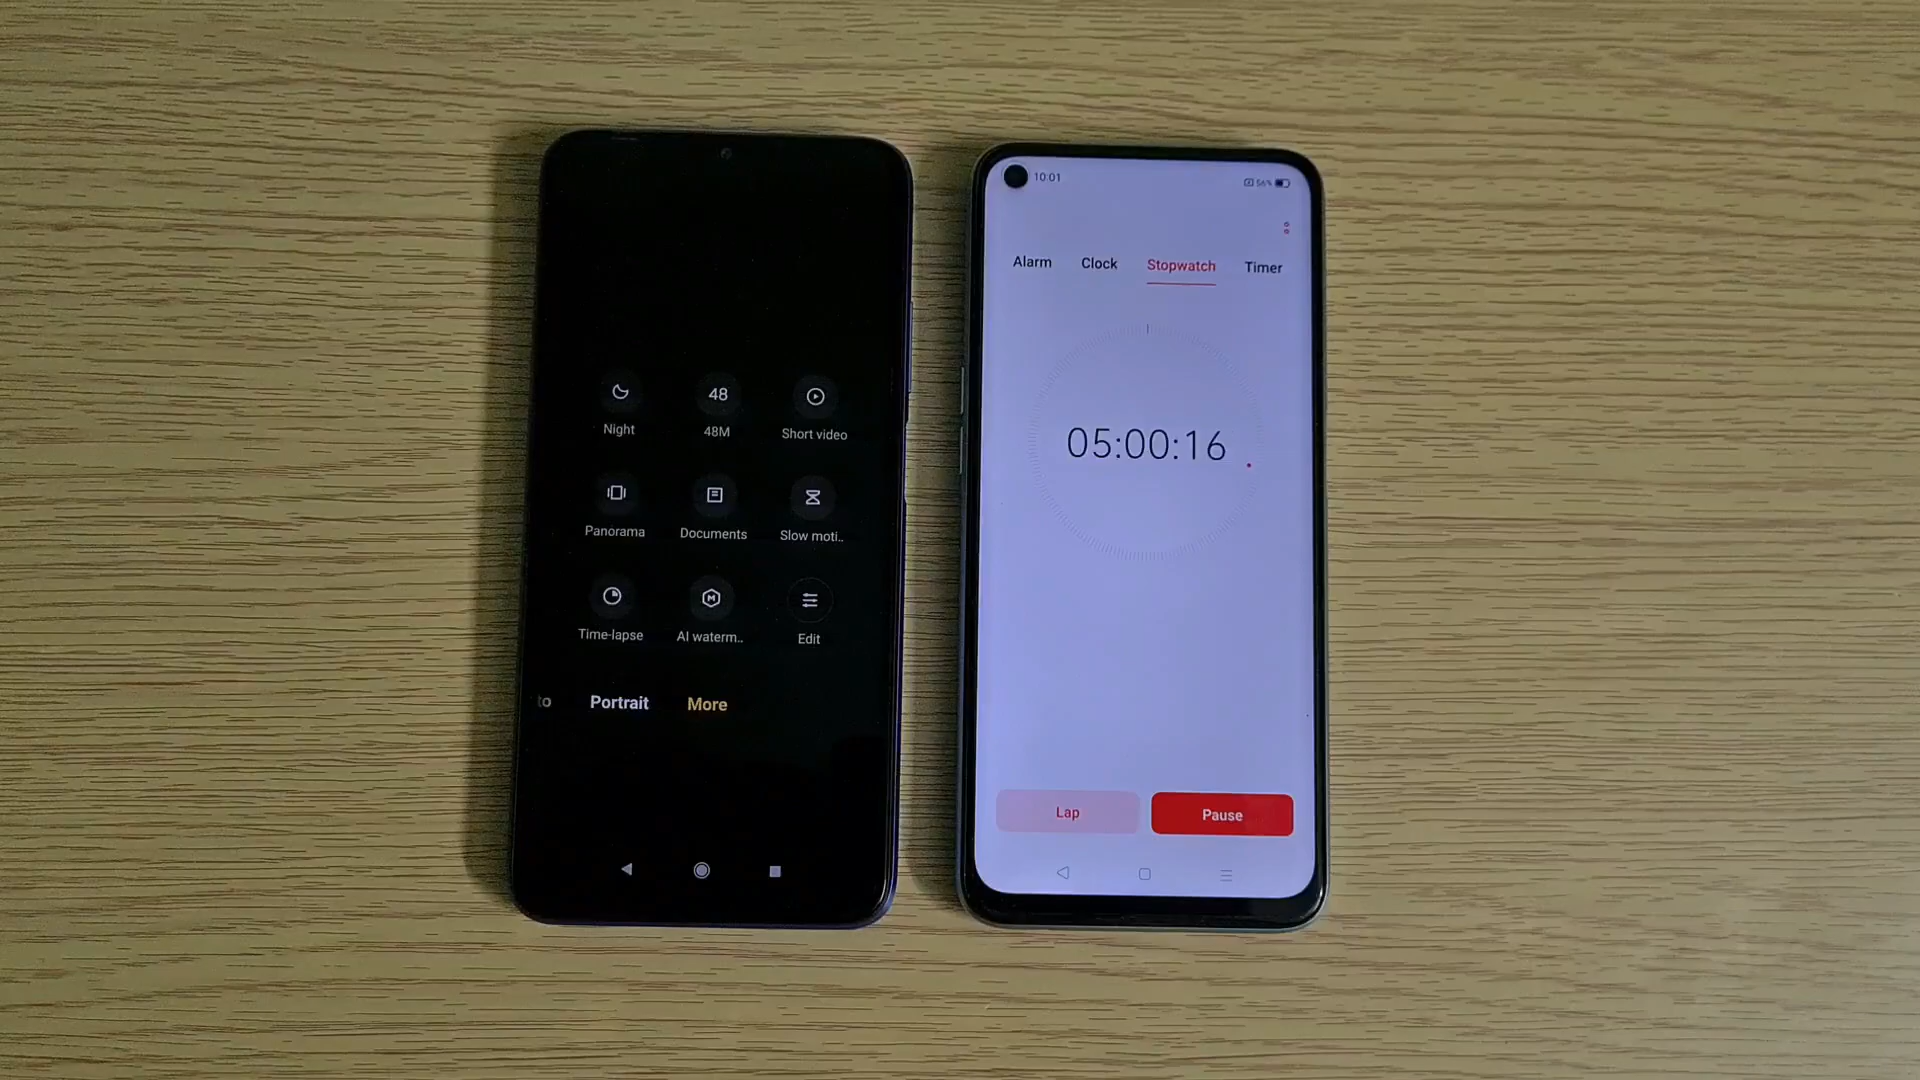 Night
48
48M
Short video
Panorama
Documents
Slow moti..
Time-lapse
AI waterm..
Edit
to
Portrait
More
10:01
56%
Alarm
Clock
Stopwatch
Timer
05:00:16
Lap
Pause